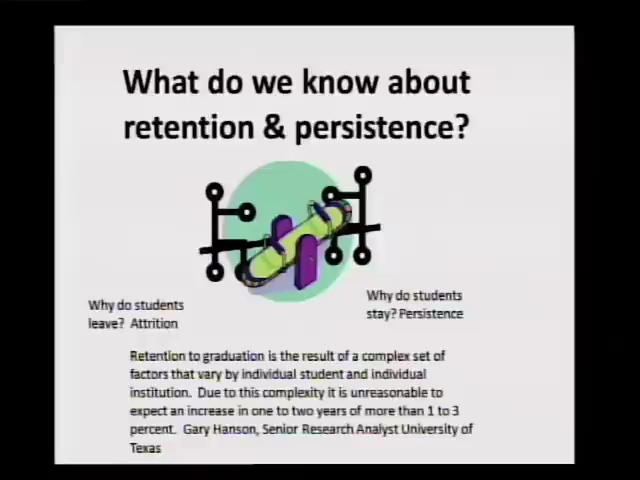 What do we know about
retention & persistence?
Why do students
leave? Attrition
Why do students
stay? Persistence
Retention to graduation is the result of a complex set of
factors that vary by individual student and individual
institution. Due to this complexity it is unreasonable to
expect an increase in one to two years of more than 1 to 3
percent. Gary Hanson, Senior Research Analyst University of
Texas